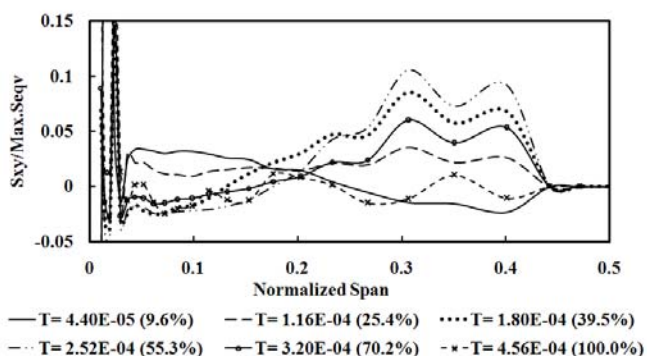 0.15
0.1
0.05
0
-0.05
Sxy/Max.Seqv
0 0.1 0.2 0.3 0.4 0.5
Normalized Span
T= 4.40E-05 (9.6%) T= 1.16E-04 (25.4%) T= 1.80E-04 (39.5%)
T= 2.52E-04 (55.3%) T= 3.20E-04 (70.2%) T= 4.56E-04 (100.0%)